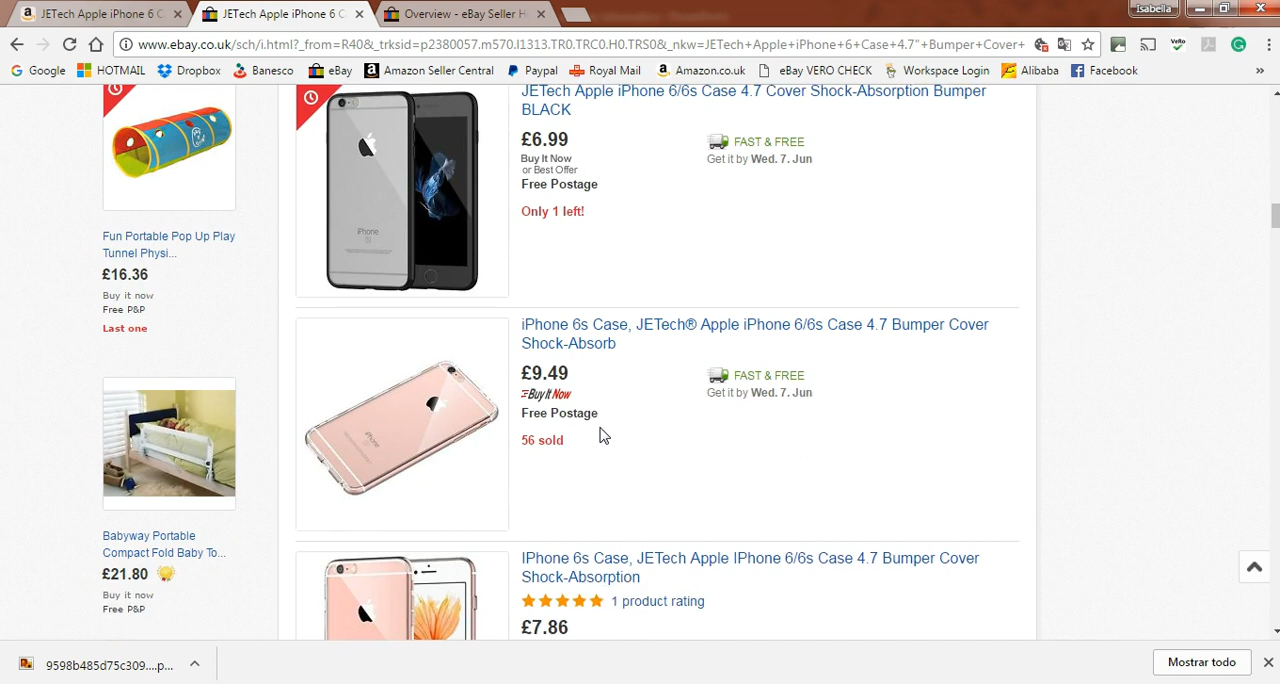 JETech Apple iPhone 6 C
JETech Apple iPhone 6 C
Overview - eBay Seller H
Isabella
www.ebay.co.uk/sch/i.html?_from=R40&_trksid=p2380057.m570.l1313.TR0.TRC0.H0.TRS0&_nkw=JETech+Apple+iPhone+6+Case+4.7"+Bumper+Cover+
Google
HOTMAIL
Dropbox
Banesco
eBay
Amazon Seller Central
Paypal
Royal Mail
Amazon.co.uk
eBay VERO CHECK
Workspace Login
Alibaba
Facebook
Fun Portable Pop Up Play
Tunnel Physi...
£16.36
Buy it now
Free P&P
Last one
Babyway Portable
Compact Fold Baby To...
£21.80
Buy it now
Free P&P
JETech Apple iPhone 6/6s Case 4.7 Cover Shock-Absorption Bumper
BLACK
£6.99
Buy It Now
or Best Offer
Free Postage
Only 1 left!
FAST & FREE
Get it by Wed. 7. Jun
iPhone 6s Case, JETech® Apple iPhone 6/6s Case 4.7 Bumper Cover
Shock-Absorb
£9.49
Buy It Now
Free Postage
56 sold
FAST & FREE
Get it by Wed. 7. Jun
IPhone 6s Case, JETech Apple IPhone 6/6s Case 4.7 Bumper Cover
Shock-Absorption
1 product rating
£7.86
9598b485d75c309....p...
Mostrar todo